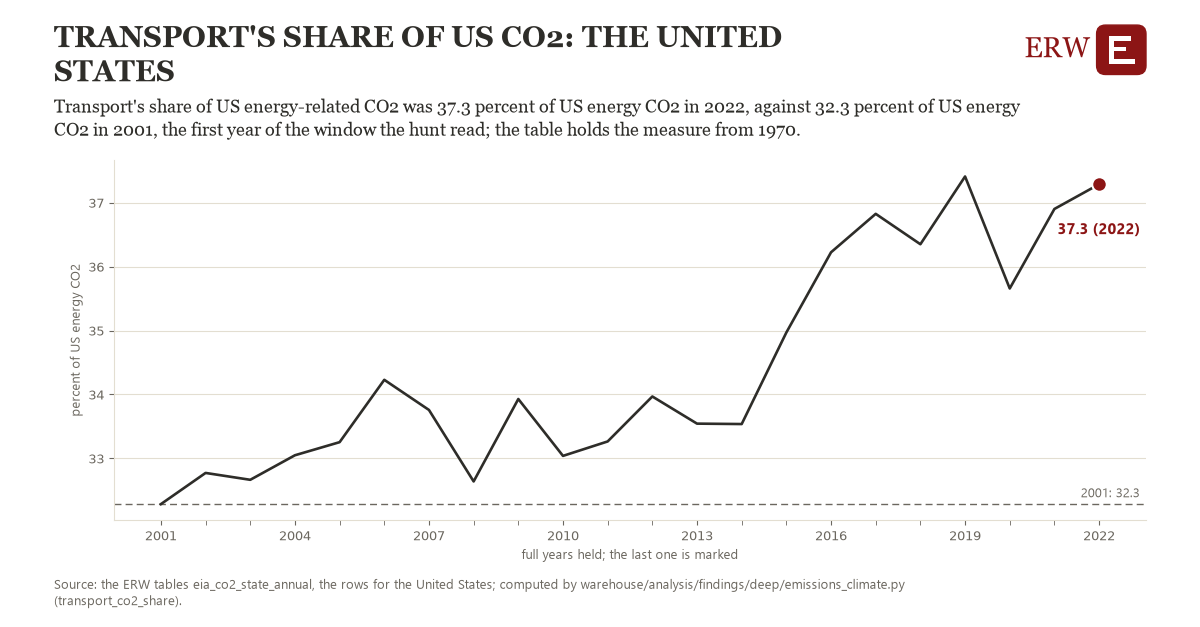 TRANSPORT'S SHARE OF US CO2: THE UNITED
STATES
ERW E
Transport's share of US energy-related CO2 was 37.3 percent of US energy CO2 in 2022, against 32.3 percent of US energy
CO2 in 2001, the first year of the window the hunt read; the table holds the measure from 1970.
percent of US energy CO2
37
36
35
34
33
37.3 (2022)
2001: 32.3
2001 2004 2007 2010 2013 2016 2019 2022
full years held; the last one is marked
Source: the ERW tables eia_co2_state_annual, the rows for the United States; computed by warehouse/analysis/findings/deep/emissions_climate.py
(transport_co2_share).